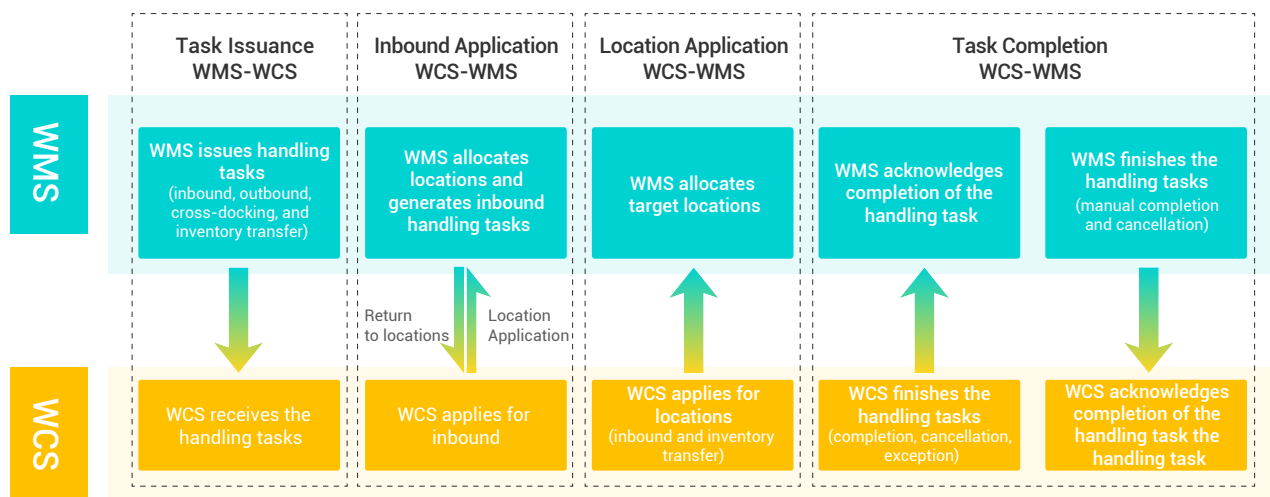 Task Issuance
WMS-WCS
Inbound Application
WCS-WMS
Location Application
WCS-WMS
Task Completion
WCS-WMS
WMS
WMS issues handling
tasks
(inbound, outbound,
cross-docking, and
inventory transfer)
WMS allocates
locations and
generates inbound
handling tasks
WMS allocates
target locations
WMS acknowledges
completion of the
handling task
WMS finishes the
handling tasks
(manual completion
and cancellation)
Return
to locations
Location
Application
WCS
WCS receives the
handling tasks
WCS applies for
inbound
WCS applies for
locations
(inbound and inventory
transfer)
WCS finishes the
handling tasks
(completion, cancellation,
exception)
WCS acknowledges
completion of the
handling task the
handling task